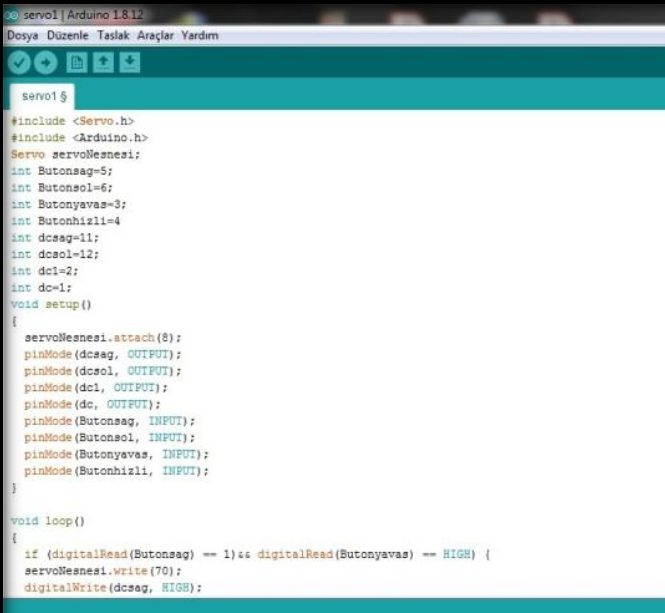 servo1 | Arduino 1.8.12
Dosya Düzenle Taslak Araçlar Yardım
servo1 §
#include <Servo.h>
#include <Arduino.h>
Servo servoNesnesi;
int Butonsag=5;
int Butonsol=6;
int Butonyavas=3;
int Butonhizli=4
int dcsag=11;
int dcsol=12;
int dc1=2;
int dc=1;
void setup()
{
servoNesnesi.attach(8);
pinMode(dcsag, OUTPUT);
pinMode(dcsol, OUTPUT);
pinMode(dc1, OUTPUT);
pinMode(dc, OUTPUT);
pinMode(Butonsag, INPUT);
pinMode(Butonsol, INPUT);
pinMode(Butonyavas, INPUT);
pinMode(Butonhizli, INPUT);
}
void loop()
{
if (digitalRead(Butonsag) == 1)&& digitalRead(Butonyavas) == HIGH) {
servoNesnesi.write(70);
digitalWrite(dcsag, HIGH);